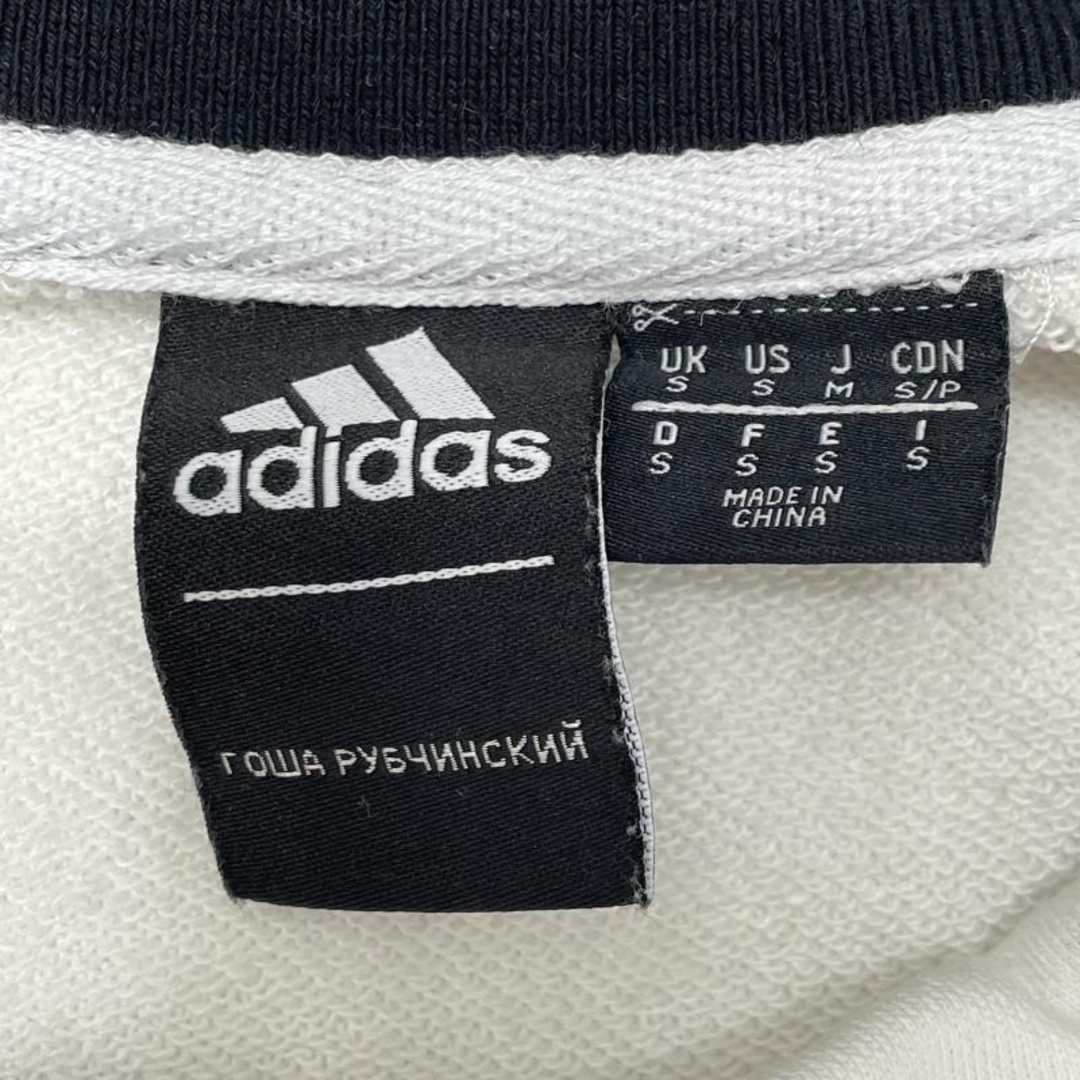 adidas
ГОША РУБЧИНСКИЙ
UK US J CDN
S S M S/P
D F E I
S S S S
MADE IN
CHINA